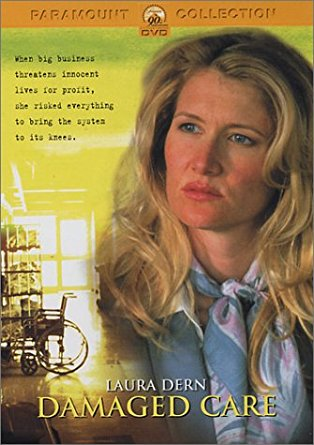 PARAMOUNT COLLECTION
90
DVD
When big business
threatens innocent
lives for profit,
she risked everything
to bring the system
to its knees.
LAURA DERN
DAMAGED CARE